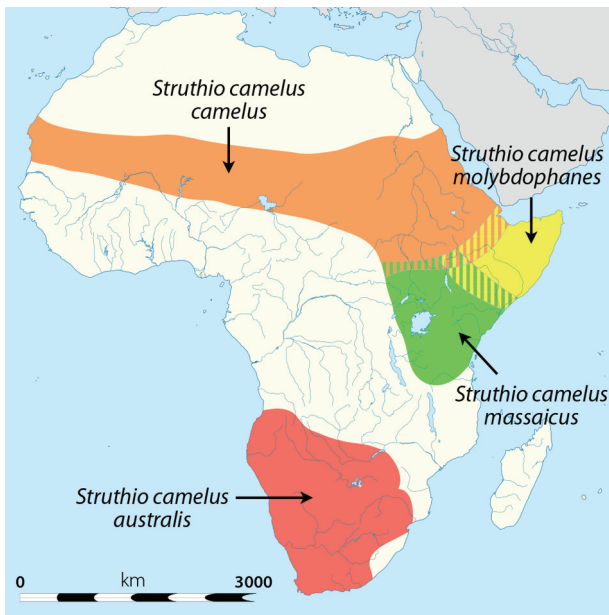 Struthio camelus
camelus
Struthio camelus
molybdophanes
Struthio camelus
massaicus
Struthio camelus
australis
0 km 3000